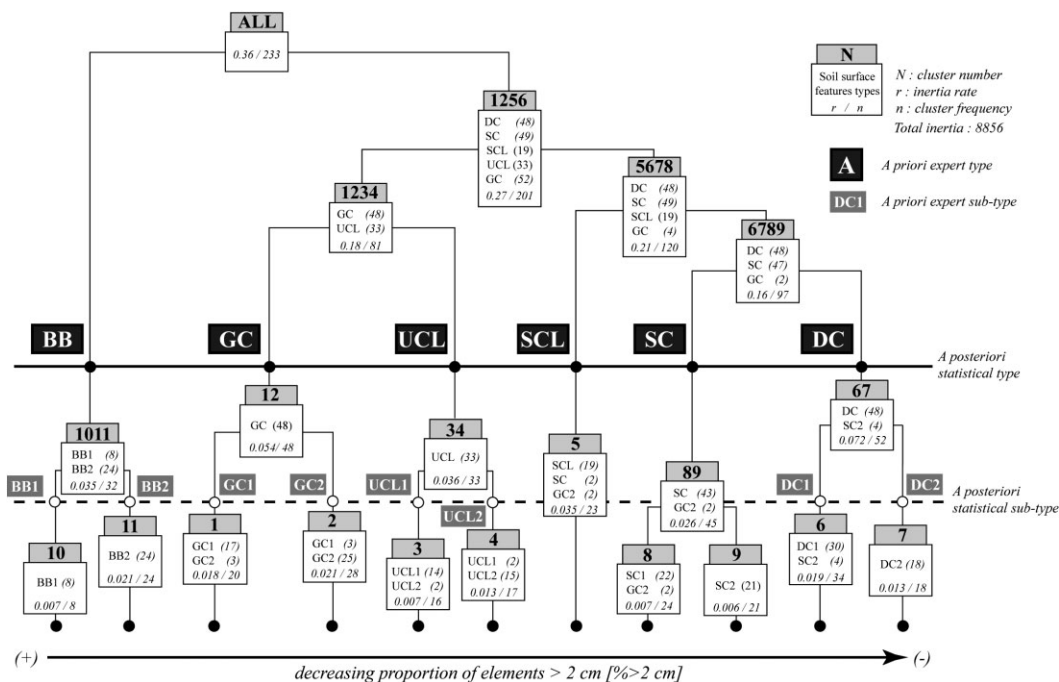 ALL
0.36 / 233
N
Soil surface
features types
r / n
N : cluster number
r : inertia rate
n : cluster frequency
Total inertia : 8856
A
A priori expert type
DC1
A priori expert sub-type
1256
DC (48)
SC (49)
SCL (19)
UCL (33)
GC (52)
0.27 / 201
1234
GC (48)
UCL (33)
0.18 / 81
5678
DC (48)
SC (49)
SCL (19)
GC (4)
0.21 / 120
6789
DC (48)
SC (47)
GC (2)
0.16 / 97
BB
GC
UCL
SCL
SC
DC
A posteriori
statistical type
1011
BB1 (8)
BB2 (24)
0.035 / 32
12
GC (48)
0.054/ 48
34
UCL (33)
0.036 / 33
5
SCL (19)
SC (2)
GC2 (2)
0.035 / 23
89
SC (43)
GC2 (2)
0.026 / 45
67
DC (48)
SC2 (4)
0.072 / 52
BB1
BB2
GC1
GC2
UCL1
UCL2
DC1
DC2
A posteriori
statistical sub-type
10
BB1 (8)
0.007 / 8
11
BB2 (24)
0.021 / 24
1
GC1 (17)
GC2 (3)
0.018 / 20
2
GC1 (3)
GC2 (25)
0.021 / 28
3
UCL1 (14)
UCL2 (2)
0.007 / 16
4
UCL1 (2)
UCL2 (15)
0.013 / 17
8
SC1 (22)
GC2 (2)
0.007 / 24
9
SC2 (21)
0.006 / 21
6
DC1 (30)
SC2 (4)
0.019 / 34
7
DC2 (18)
0.013 / 18
(+)
(-)
decreasing proportion of elements > 2 cm [%>2 cm]